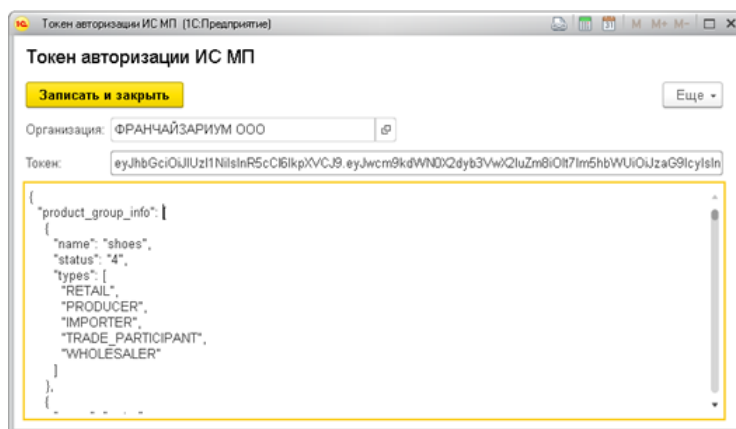 Токен авторизации ИС МП (1С:Предприятие)
M M+ M-
Токен авторизации ИС МП
Записать и закрыть
Еще
Организация: ФРАНЧАЙЗАРИУМ ООО
Токен: eyJhbGciOiJIUzI1NiIsInR5cCI6IkpXVCJ9.eyJwcm9kdWN0X2dyb3VwX2luZm8iOlt7Im5hbWUiOiJzaG9lcyIsIn
{
"product_group_info": [
{
"name": "shoes",
"status": "4",
"types": [
"RETAIL",
"PRODUCER",
"IMPORTER",
"TRADE_PARTICIPANT",
"WHOLESALER"
]
},
{